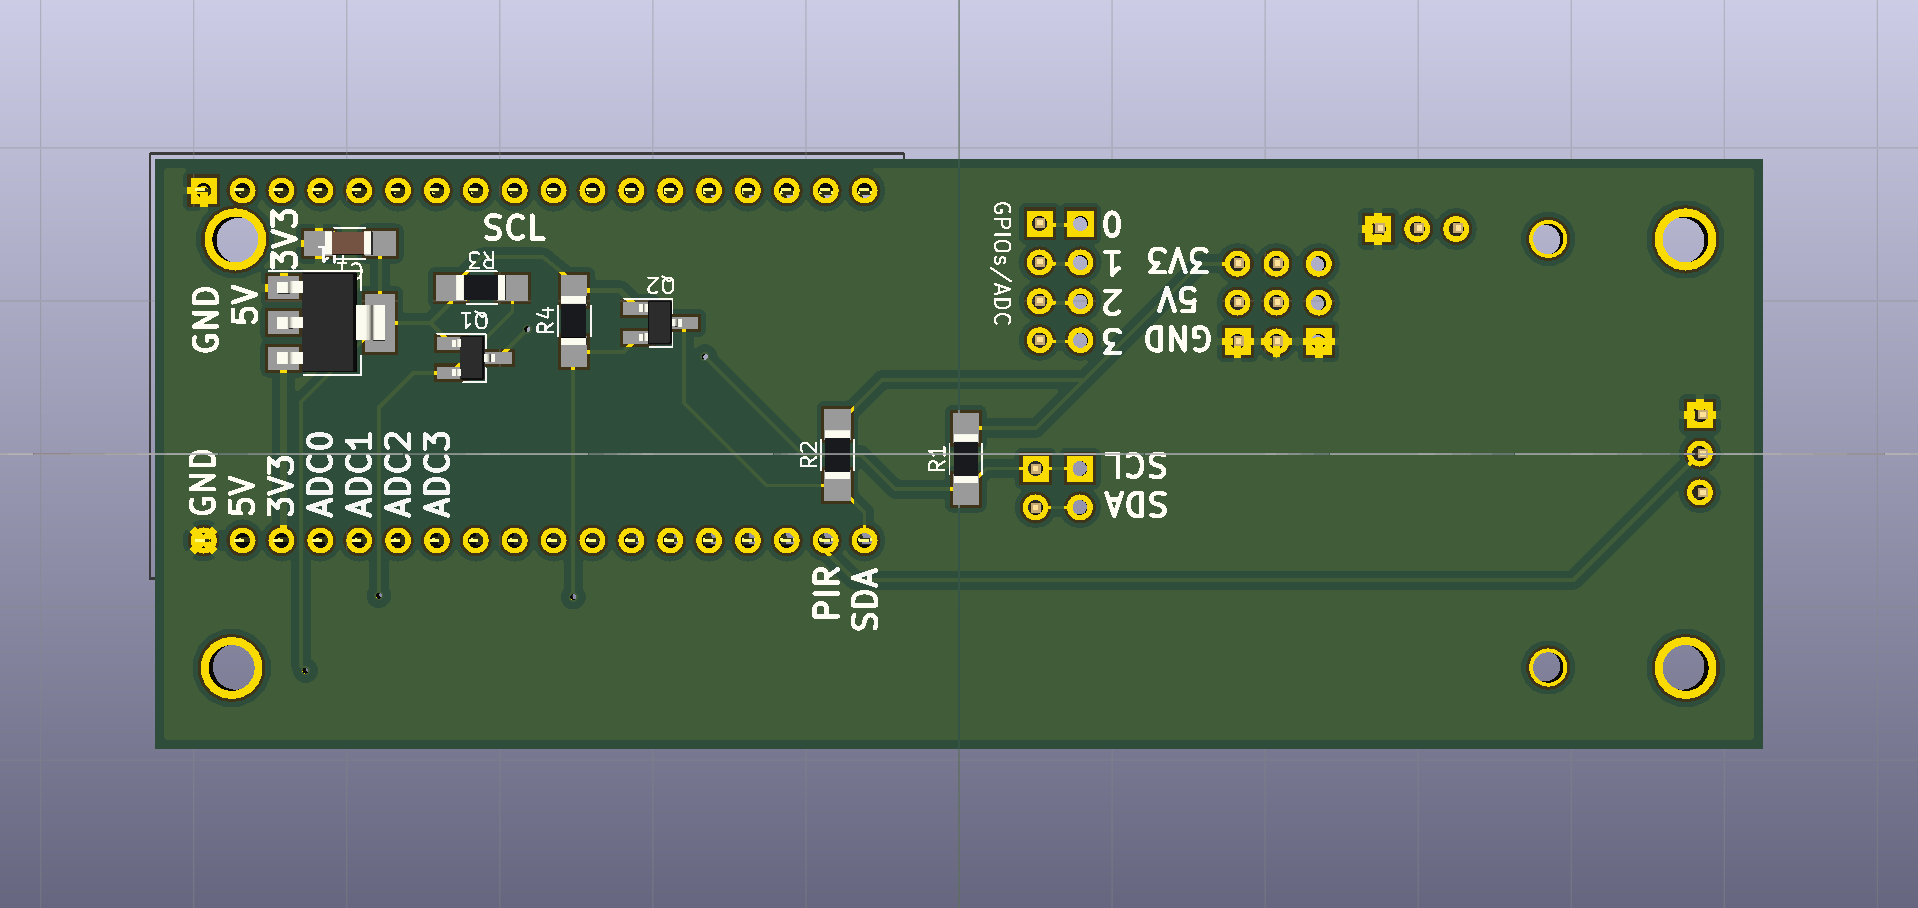 SCL
3V3
GND
5V
R3
R4
Q2
Q1
GPIOs/ADC
0
1
2
3
3V3
5V
GND
R2
R1
SCL
SDA
GND
5V
3V3
ADC0
ADC1
ADC2
ADC3
PIR
SDA